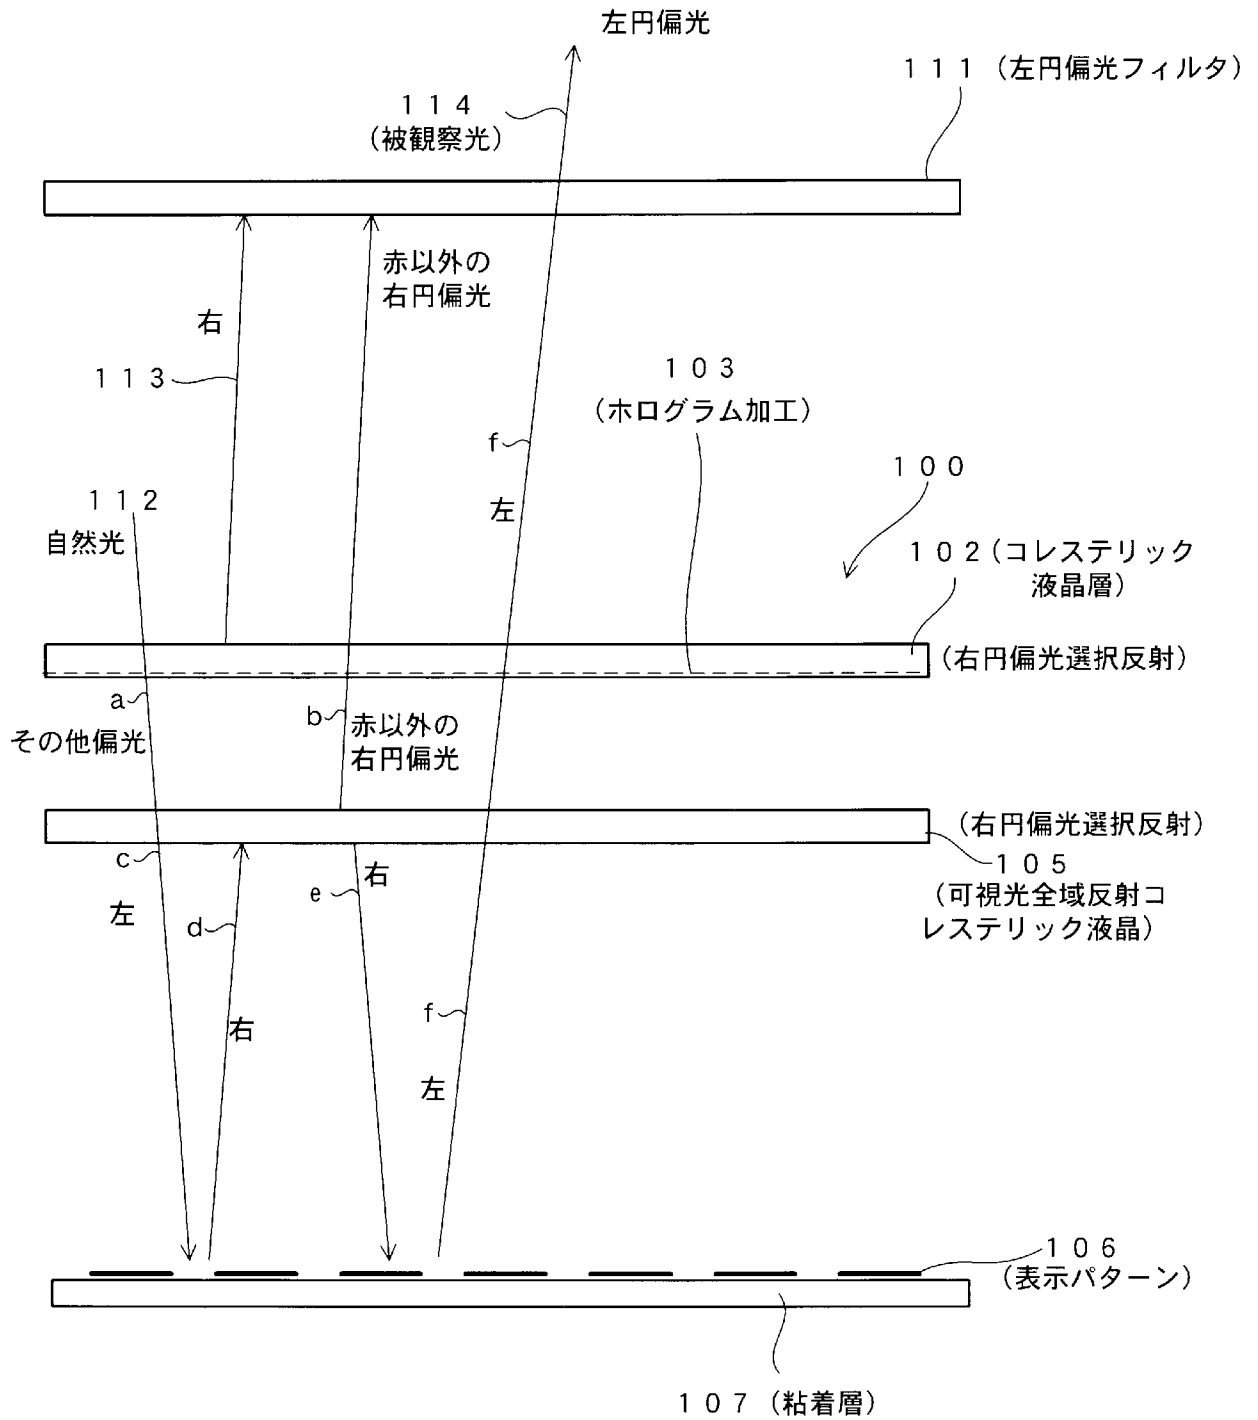 左円偏光
111（左円偏光フィルタ）
114
（被観察光）
赤以外の
右円偏光
右
113
103
（ホログラム加工）
f
100
112
左
自然光
102（コレステリック
液晶層）
（右円偏光選択反射）
a
b
赤以外の
その他偏光
右円偏光
（右円偏光選択反射）
c
105
右
e
（可視光全域反射コ
左
d
レステリック液晶）
f
右
左
106
（表示パターン）
107（粘着層）